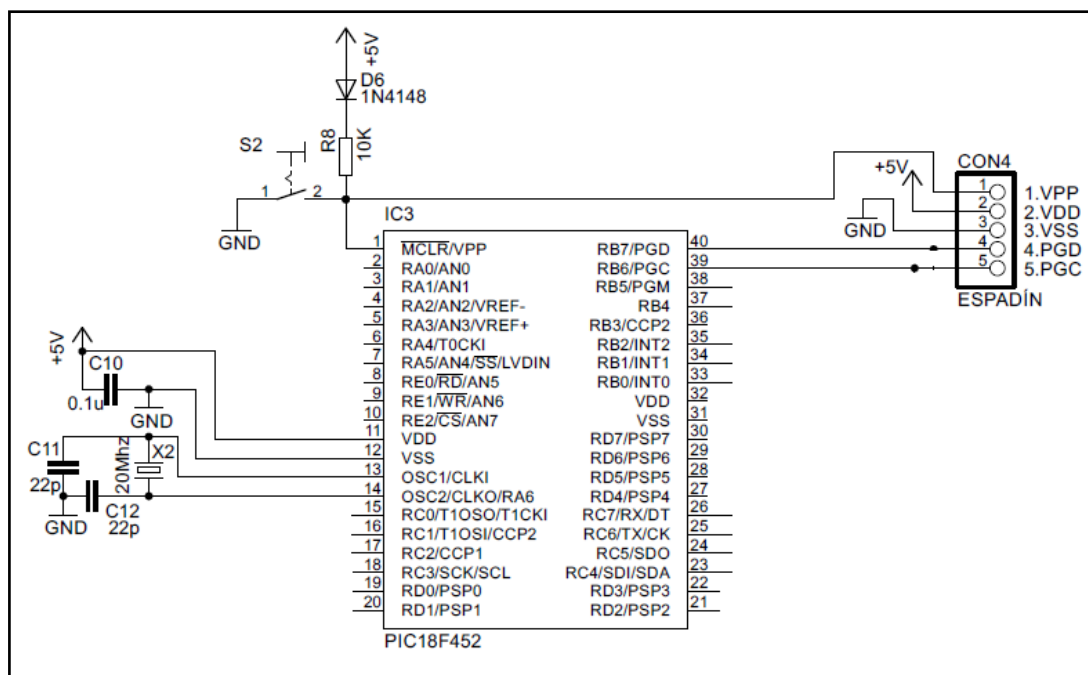 +5V
D6
1N4148
R8
10K
S2
1
2
GND
IC3
CON4
+5V
GND
1
2
3
4
5
1.VPP
2.VDD
3.VSS
4.PGD
5.PGC
ESPADÍN
1 MCLR/VPP RB7/PGD 40
2 RA0/AN0 RB6/PGC 39
3 RA1/AN1 RB5/PGM 38
4 RA2/AN2/VREF- RB4 37
5 RA3/AN3/VREF+ RB3/CCP2 36
6 RA4/T0CKI RB2/INT2 35
7 RA5/AN4/SS/LVDIN RB1/INT1 34
8 RE0/RD/AN5 RB0/INT0 33
9 RE1/WR/AN6 VDD 32
10 RE2/CS/AN7 VSS 31
11 VDD RD7/PSP7 30
12 VSS RD6/PSP6 29
13 OSC1/CLKI RD5/PSP5 28
14 OSC2/CLKO/RA6 RD4/PSP4 27
15 RC0/T1OSO/T1CKI RC7/RX/DT 26
16 RC1/T1OSI/CCP2 RC6/TX/CK 25
17 RC2/CCP1 RC5/SDO 24
18 RC3/SCK/SCL RC4/SDI/SDA 23
19 RD0/PSP0 RD3/PSP3 22
20 RD1/PSP1 RD2/PSP2 21
PIC18F452
+5V
C10
0.1u
GND
C11
22p
20Mhz
X2
GND
C12
22p